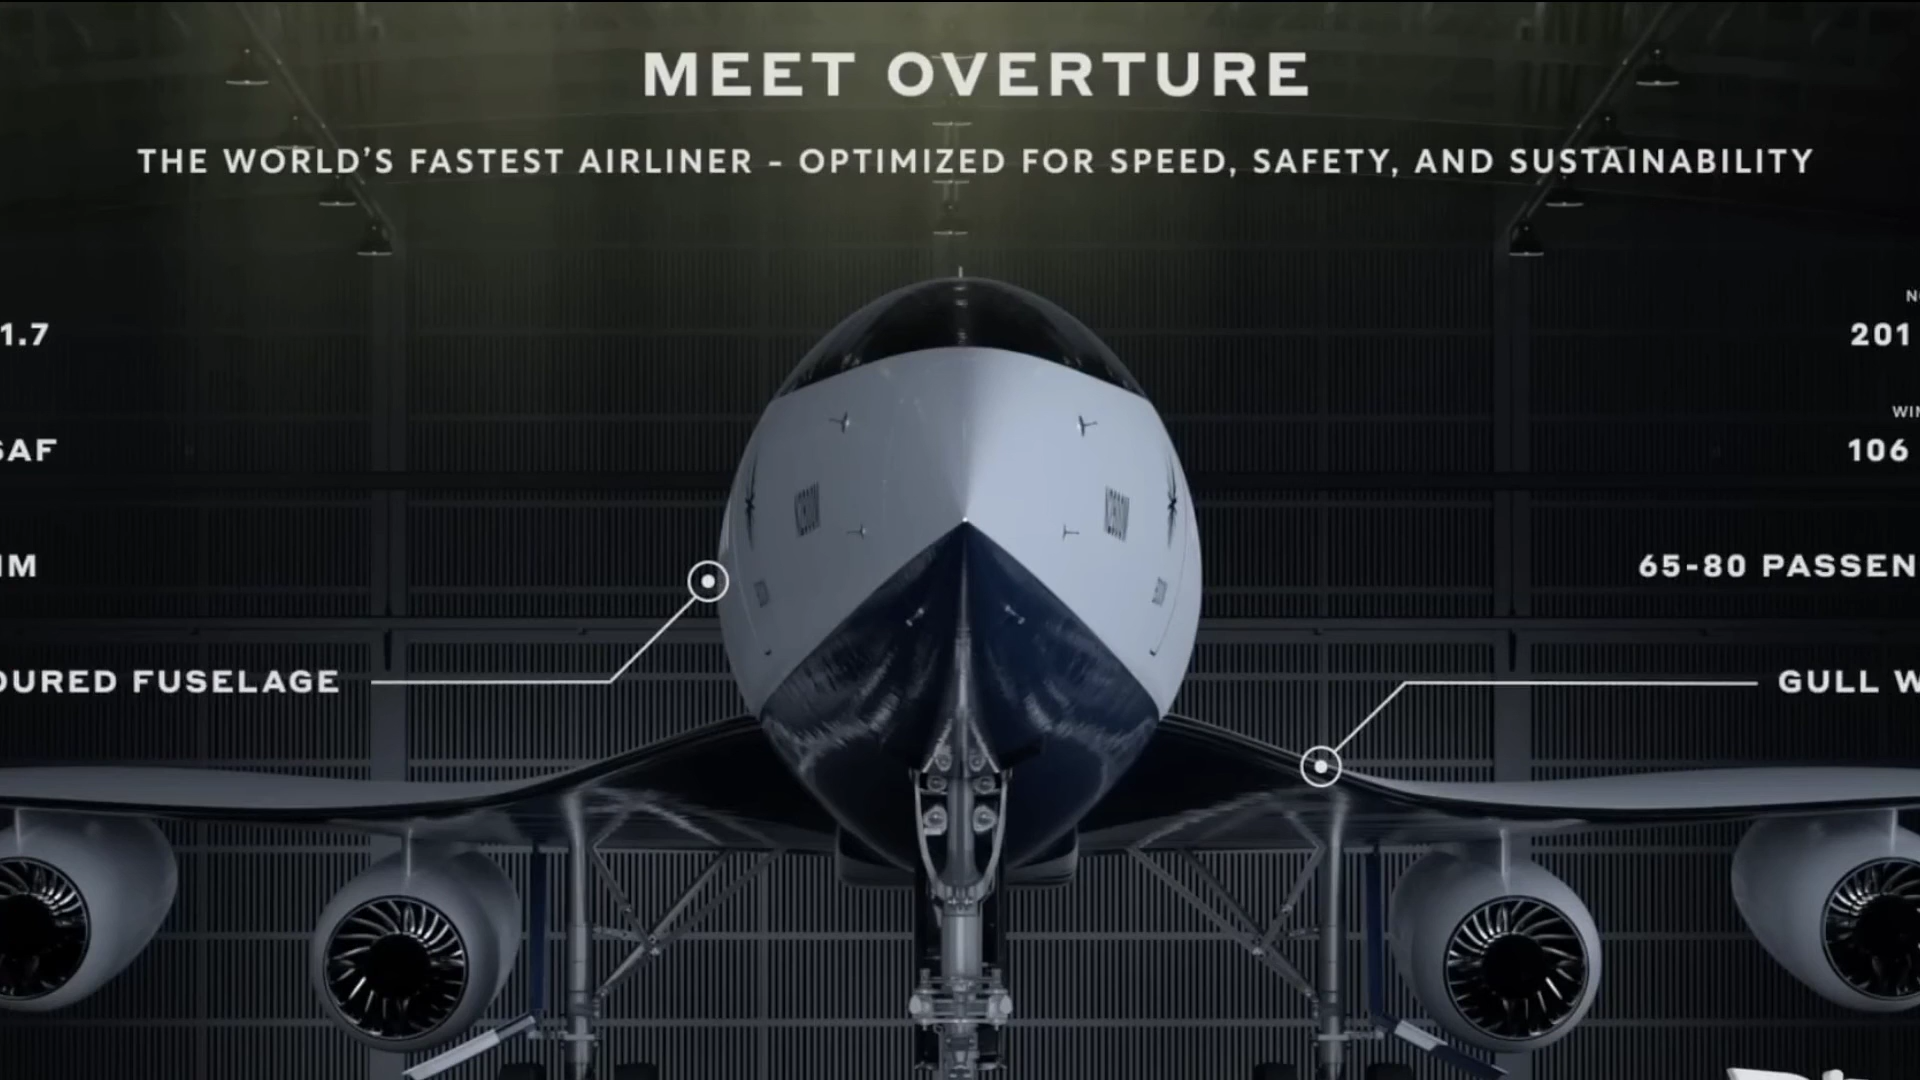 MEET OVERTURE
THE WORLD'S FASTEST AIRLINER - OPTIMIZED FOR SPEED, SAFETY, AND SUSTAINABILITY
1.7
201
SAF
106
65-80 PASSEN
OURED FUSELAGE
GULL W